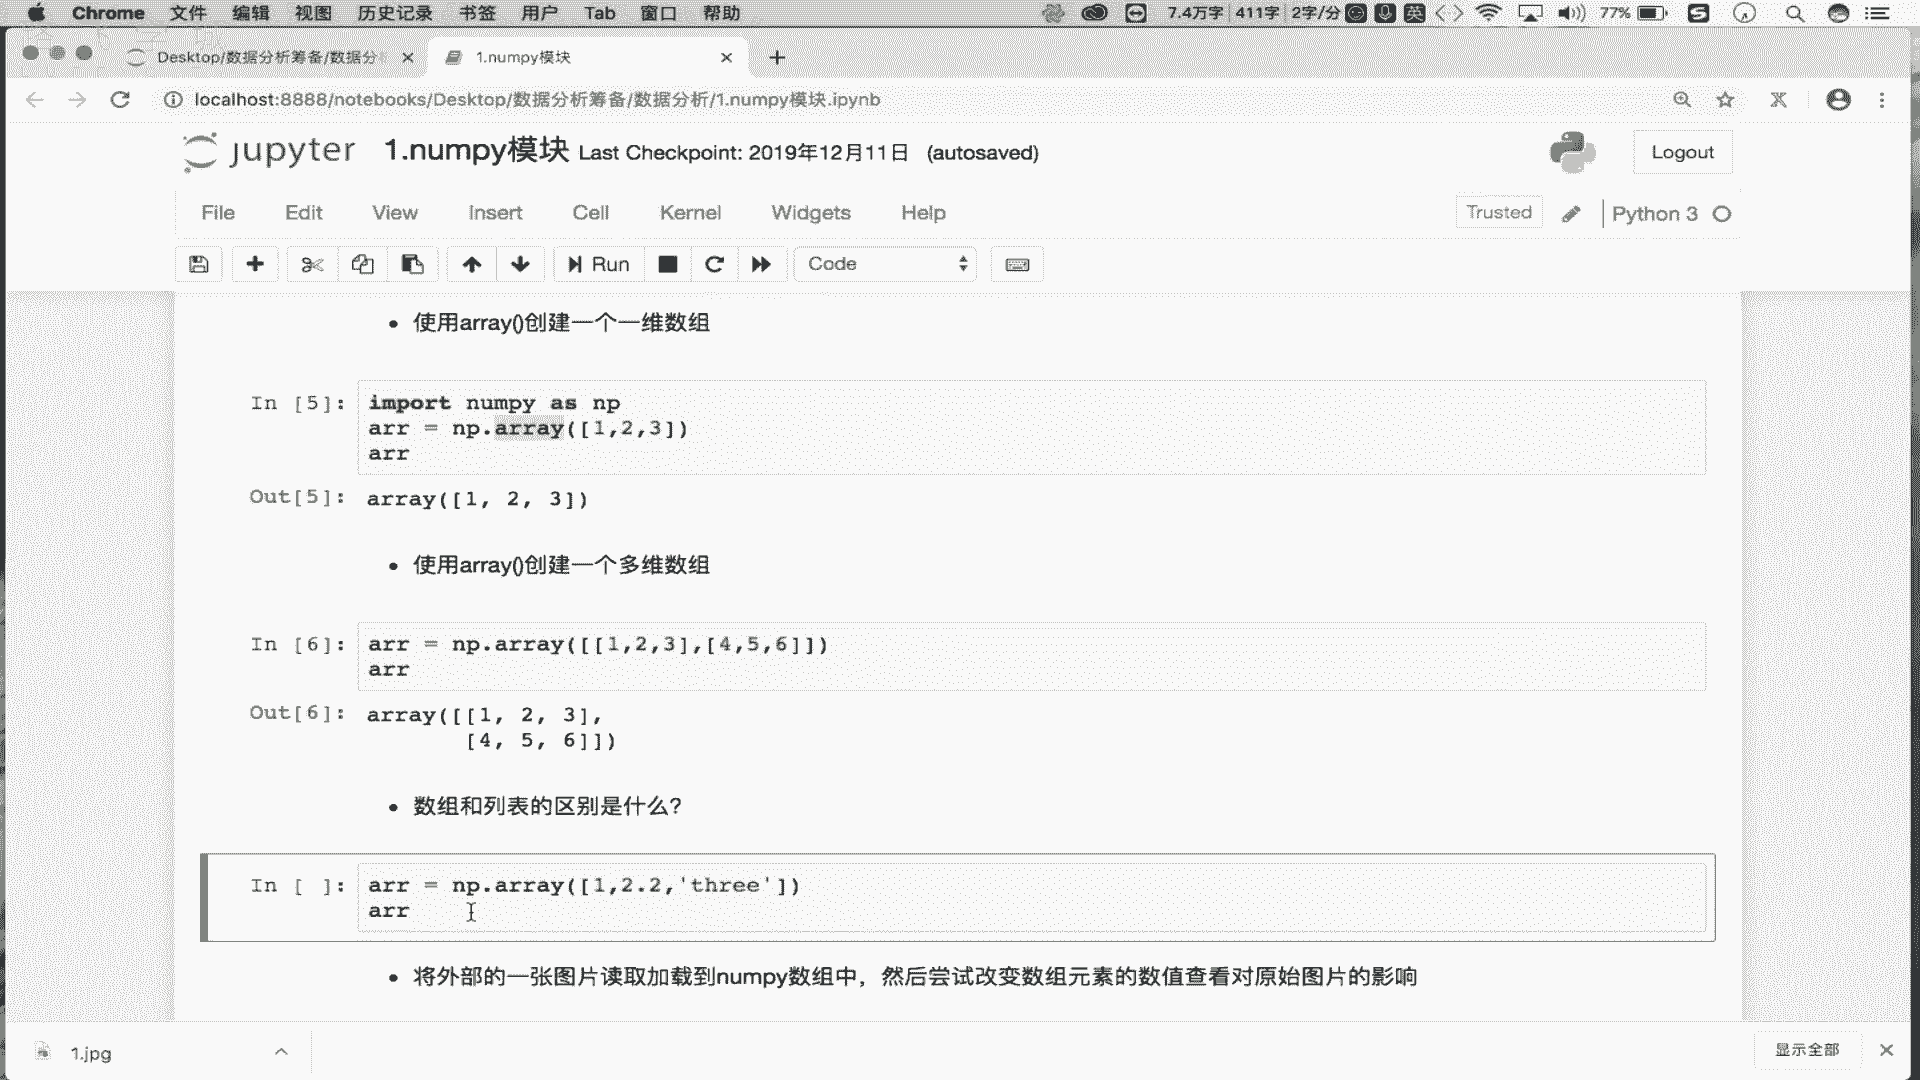 Chrome 文件 编辑 视图 历史记录 书签 用户 Tab 窗口 帮助 7.4万字 411字 2字/分 英 77%
Desktop/数据分析筹备/数据分 1.numpy模块
localhost:8888/notebooks/Desktop/数据分析筹备/数据分析/1.numpy模块.ipynb
jupyter 1.numpy模块 Last Checkpoint: 2019年12月11日 (autosaved) Logout
File Edit View Insert Cell Kernel Widgets Help Trusted Python 3
Run Code
• 使用array()创建一个一维数组
In [5]: import numpy as np
arr = np.array([1,2,3])
arr
Out[5]: array([1, 2, 3])
• 使用array()创建一个多维数组
In [6]: arr = np.array([[1,2,3],[4,5,6]])
arr
Out[6]: array([[1, 2, 3],
[4, 5, 6]])
• 数组和列表的区别是什么?
In [ ]: arr = np.array([1,2.2,'three'])
arr
• 将外部的一张图片读取加载到numpy数组中，然后尝试改变数组元素的数值查看对原始图片的影响
1.jpg 显示全部